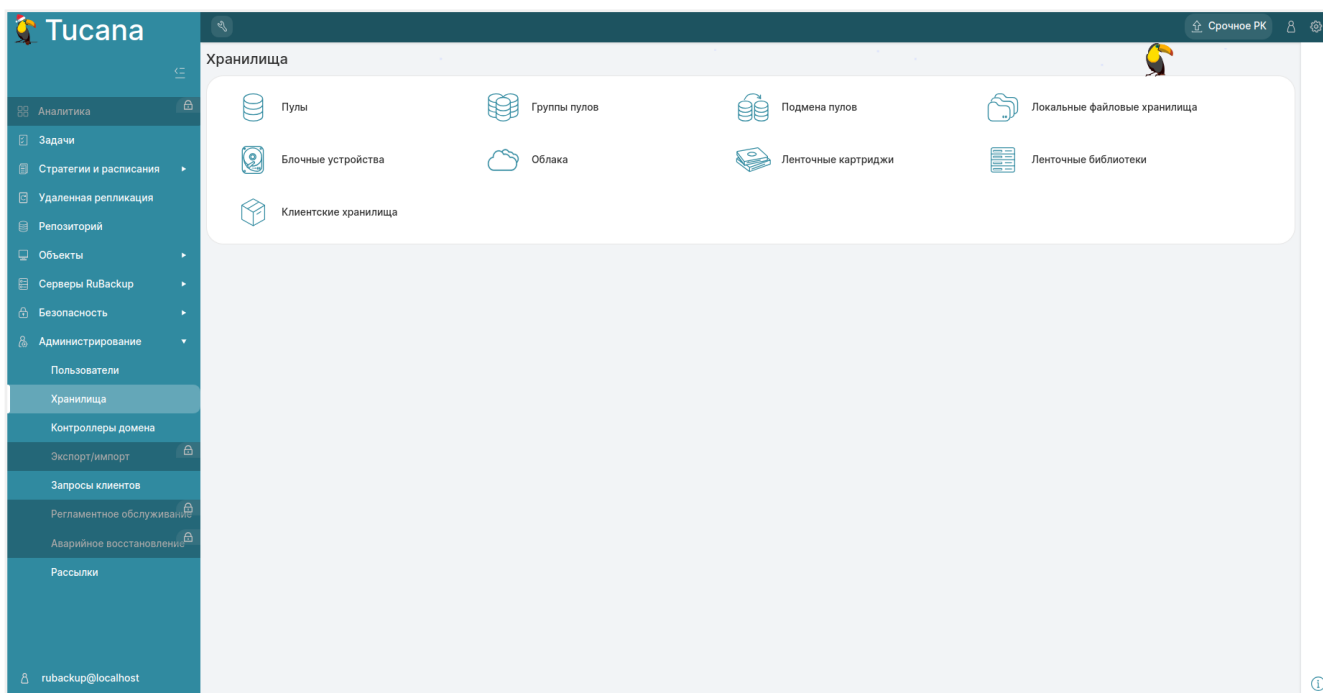 Tucana
Срочное РК
Хранилища
Аналитика
Задачи
Стратегии и расписания
Удаленная репликация
Репозиторий
Объекты
Серверы RuBackup
Безопасность
Администрирование
Пользователи
Хранилища
Контроллеры домена
Экспорт/импорт
Запросы клиентов
Регламентное обслуживание
Аварийное восстановление
Рассылки
rubackup@localhost
Пулы
Группы пулов
Подмена пулов
Локальные файловые хранилища
Блочные устройства
Облака
Ленточные картриджи
Ленточные библиотеки
Клиентские хранилища